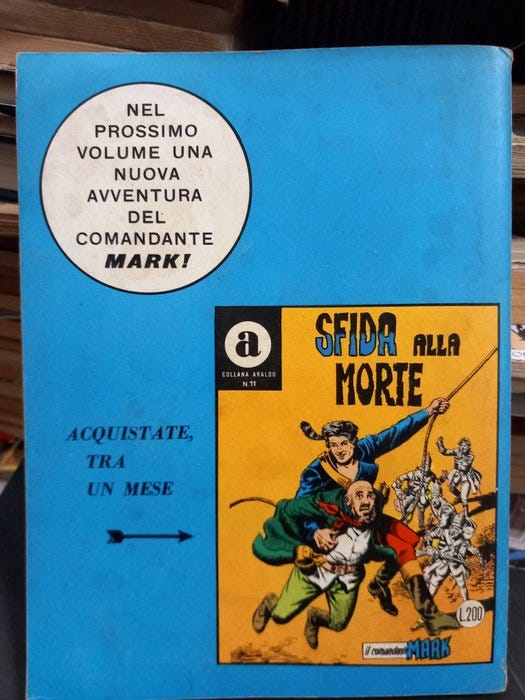 NEL
PROSSIMO
VOLUME UNA
NUOVA
AVVENTURA
DEL
COMANDANTE
MARK!
a
COLLANA ARALDO
N. 11
SFIDA ALLA
MORTE
ACQUISTATE,
TRA
UN MESE
L.200
il comandante MARK